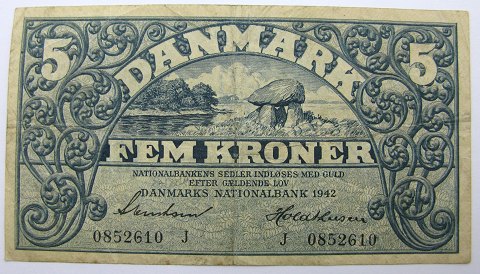 5 DANMARK 5
FEM KRONER
NATIONALBANKENS SEDLER INDLØSES MED GULD
EFTER GÆLDENDE LOV
DANMARKS NATIONALBANK 1942
0852610 J J 0852610